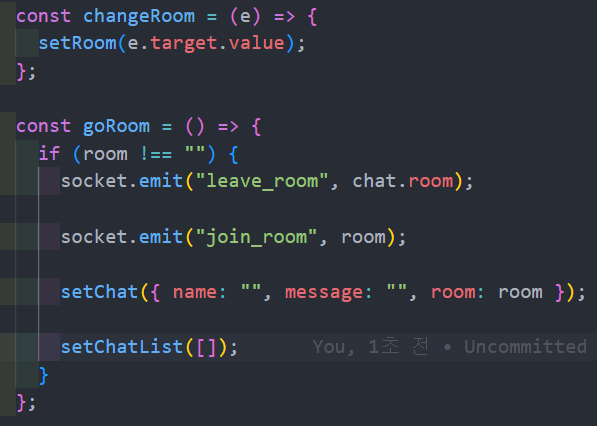 const changeRoom = (e) => {
  setRoom(e.target.value);
};

const goRoom = () => {
  if (room !== "") {
    socket.emit("leave_room", chat.room);

    socket.emit("join_room", room);

    setChat({ name: "", message: "", room: room });

    setChatList([]);    You, 1초 전 • Uncommitted
  }
};